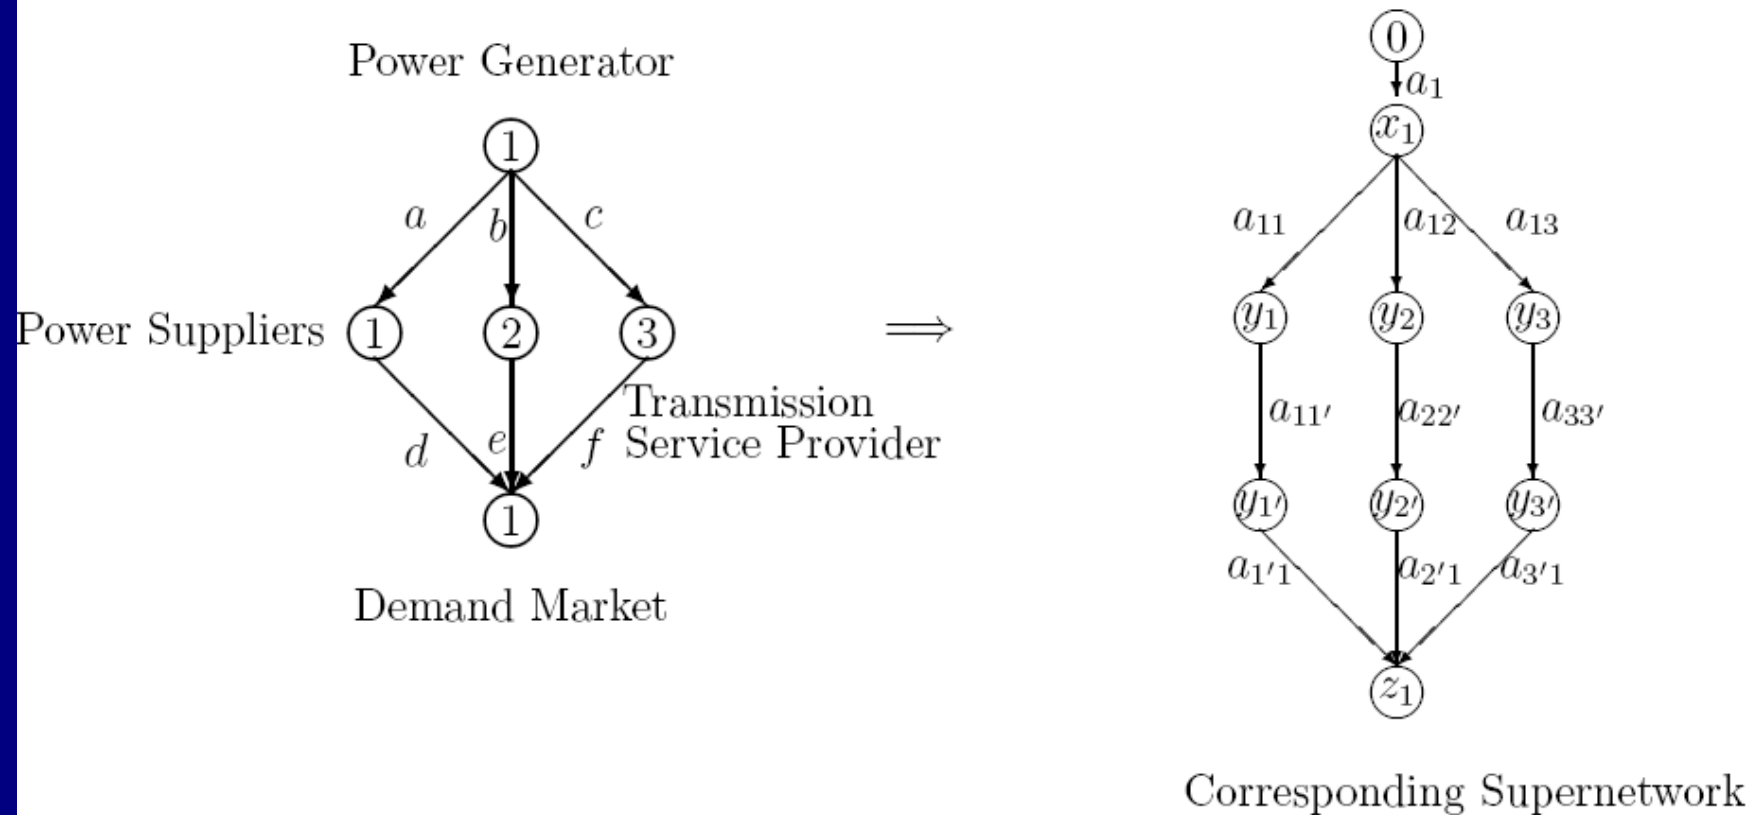 Power Generator
1
a b c
Power Suppliers 1 2 3
Transmission
d e f Service Provider
1
Demand Market
⟹
0
a₁
x₁
a₁₁ a₁₂ a₁₃
y₁ y₂ y₃
a₁₁′ a₂₂′ a₃₃′
y₁′ y₂′ y₃′
a₁′₁ a₂′₁ a₃′₁
z₁
Corresponding Supernetwork